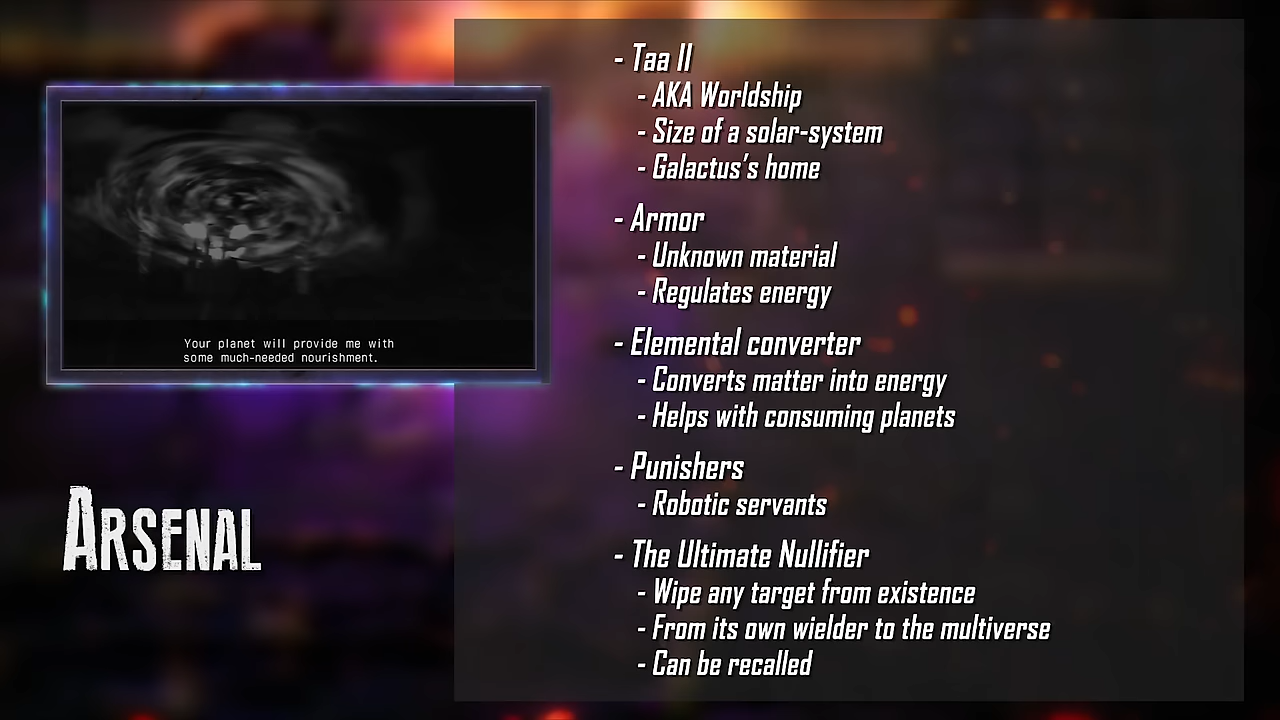 Your planet will provide me with
some much-needed nourishment.
Arsenal
- Taa II
- AKA Worldship
- Size of a solar-system
- Galactus's home
- Armor
- Unknown material
- Regulates energy
- Elemental converter
- Converts matter into energy
- Helps with consuming planets
- Punishers
- Robotic servants
- The Ultimate Nullifier
- Wipe any target from existence
- From its own wielder to the multiverse
- Can be recalled